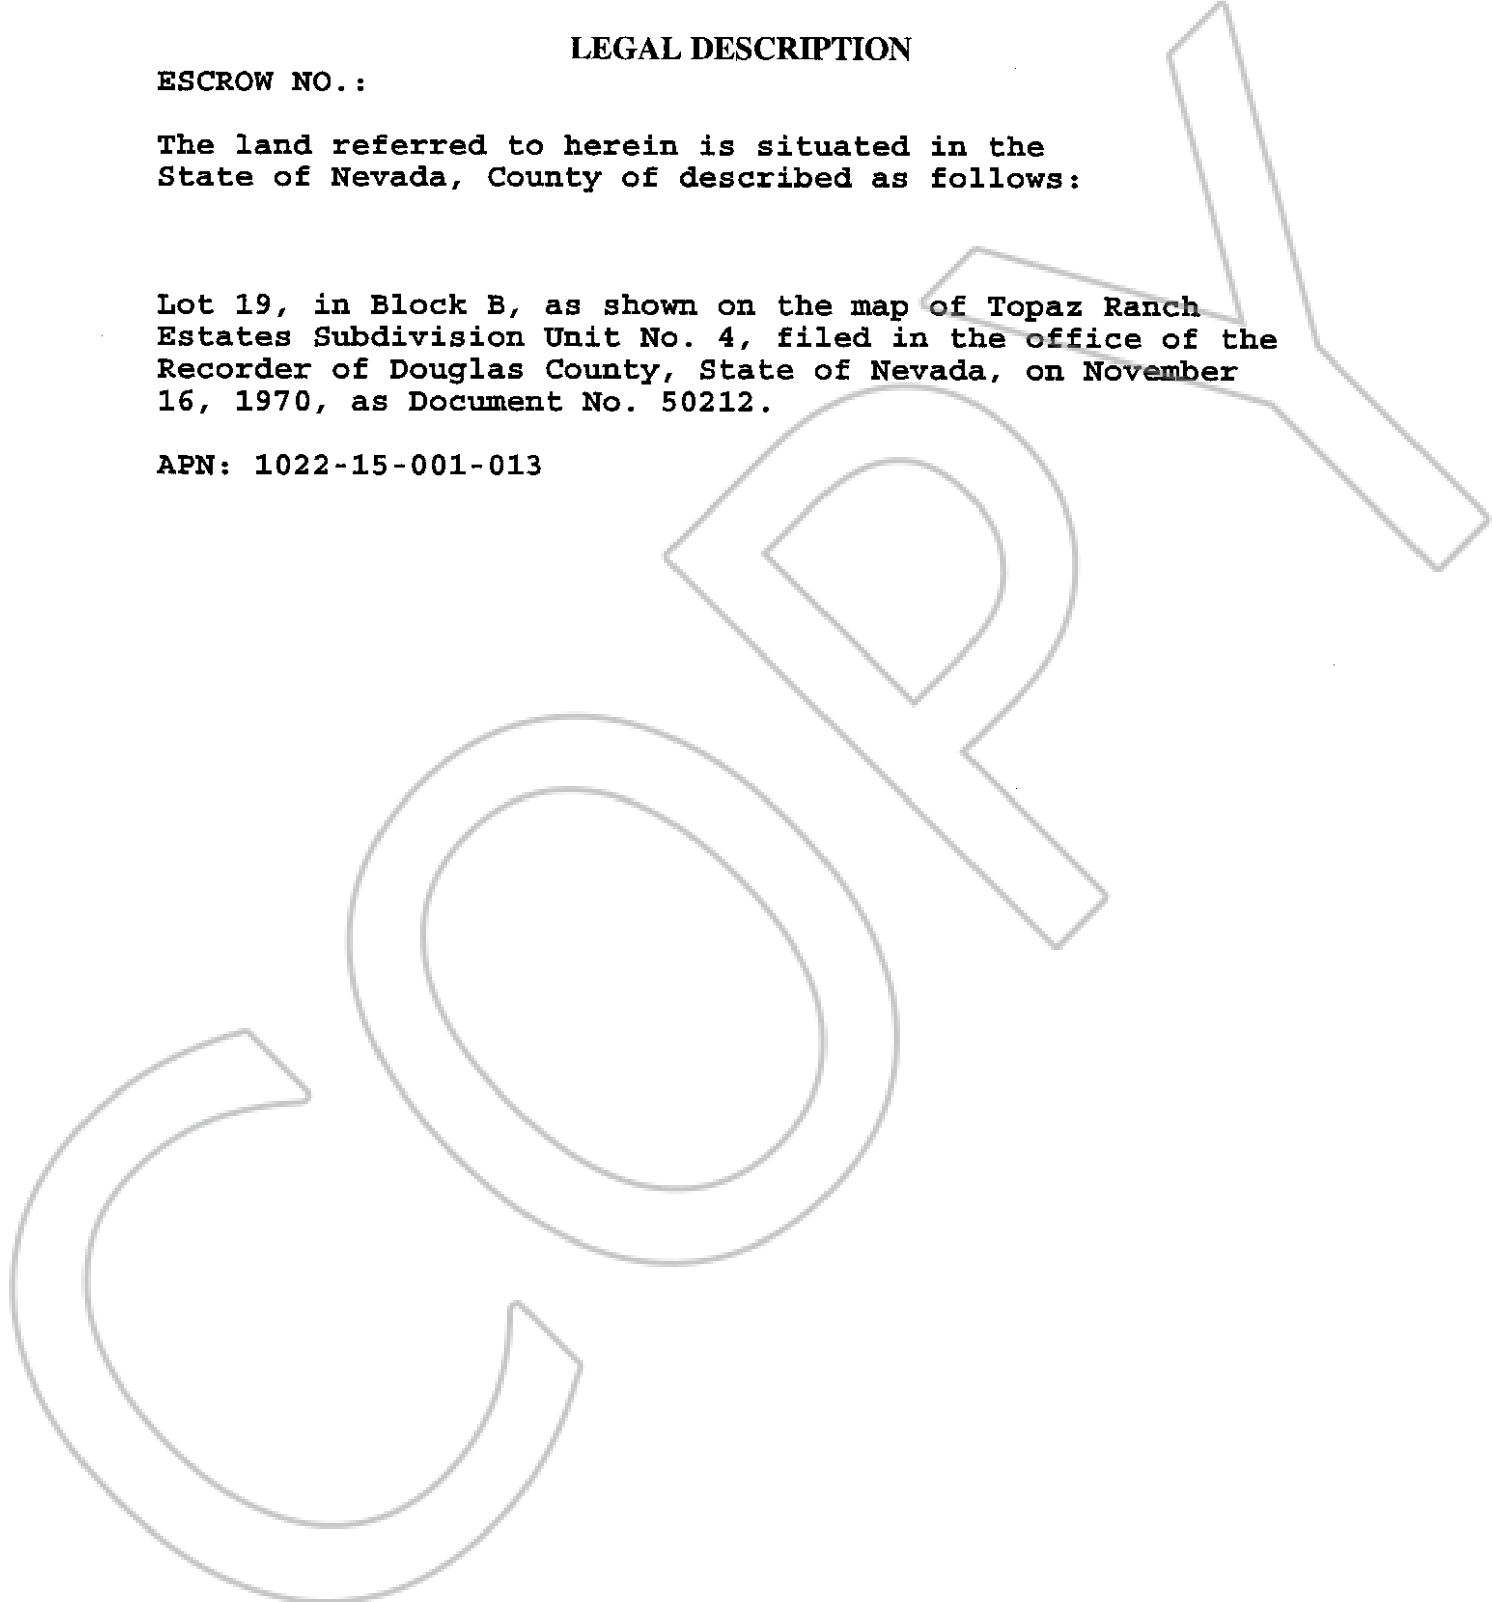 LEGAL DESCRIPTION
ESCROW NO.:
The land referred to herein is situated in the
State of Nevada, County of described as follows:
Lot 19, in Block B, as shown on the map of Topaz Ranch
Estates Subdivision Unit No. 4, filed in the office of the
Recorder of Douglas County, State of Nevada, on November
16, 1970, as Document No. 50212.
APN: 1022-15-001-013
COPY